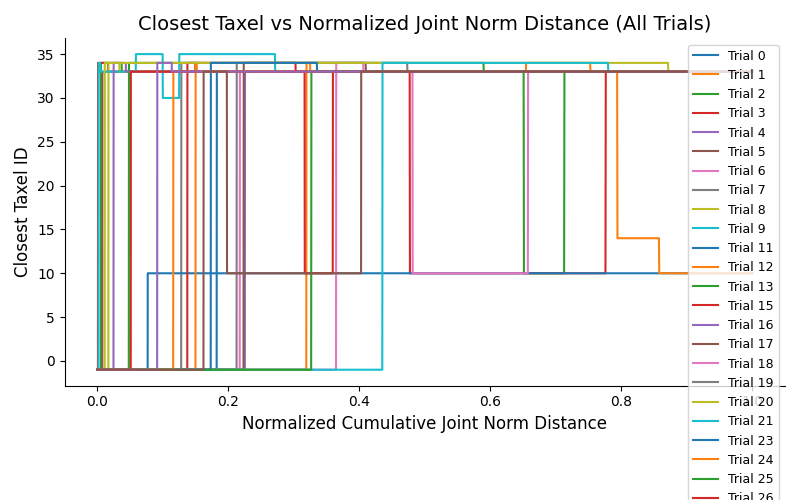 Closest Taxel vs Normalized Joint Norm Distance (All Trials)
Closest Taxel ID
35
30
25
20
15
10
5
0
0.0
0.2
0.4
0.6
0.8
Normalized Cumulative Joint Norm Distance
Trial 0
Trial 1
Trial 2
Trial 3
Trial 4
Trial 5
Trial 6
Trial 7
Trial 8
Trial 9
Trial 11
Trial 12
Trial 13
Trial 15
Trial 16
Trial 17
Trial 18
Trial 19
Trial 20
Trial 21
Trial 23
Trial 24
Trial 25
Trial 26